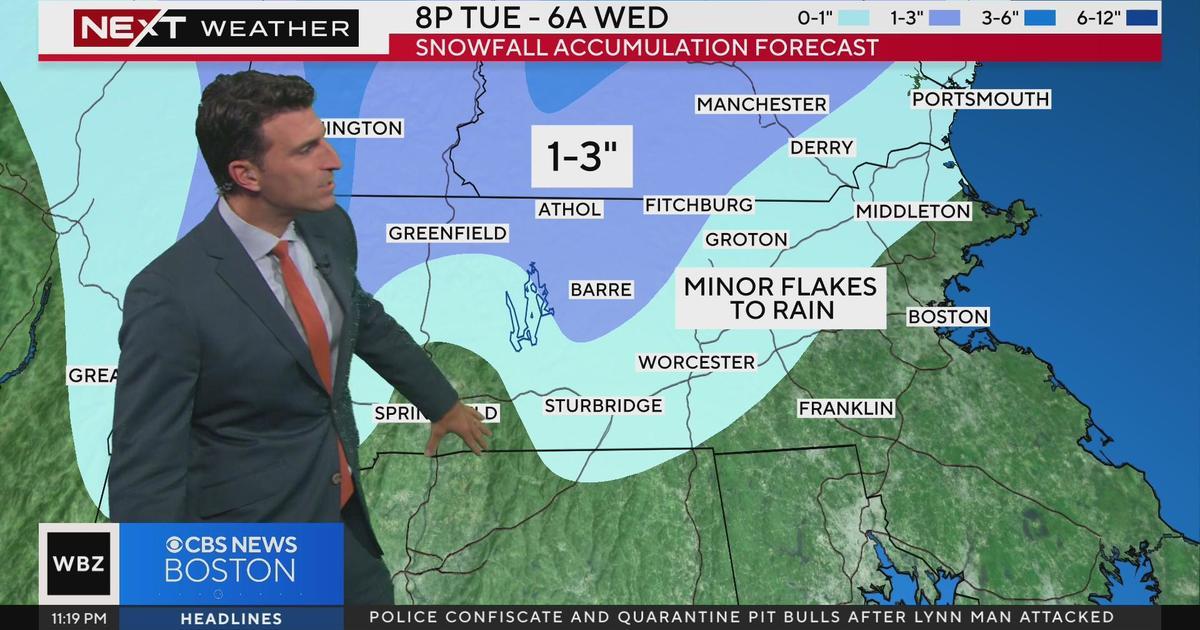 NEXT WEATHER
8P TUE - 6A WED
0-1" 1-3" 3-6" 6-12"
SNOWFALL ACCUMULATION FORECAST
MANCHESTER
PORTSMOUTH
INGTON
1-3"
DERRY
ATHOL
FITCHBURG
MIDDLETON
GREENFIELD
GROTON
BARRE
MINOR FLAKES
TO RAIN
BOSTON
WORCESTER
GREA
SPRIN LD
STURBRIDGE
FRANKLIN
WBZ
CBS NEWS
BOSTON
11:19 PM
HEADLINES
POLICE CONFISCATE AND QUARANTINE PIT BULLS AFTER LYNN MAN ATTACKED